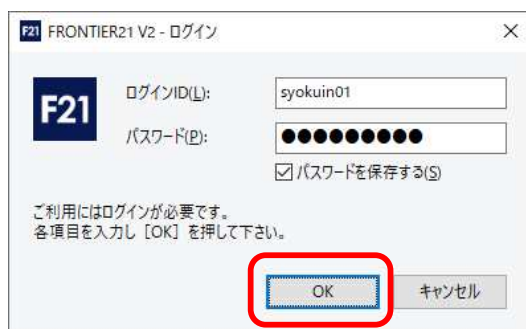 F21 FRONTIER21 V2 - ログイン
F21
ログインID(L):
syokuin01
パスワード(P):
●●●●●●●●●
パスワードを保存する(S)
ご利用にはログインが必要です。
各項目を入力し [OK] を押して下さい。
OK
キャンセル